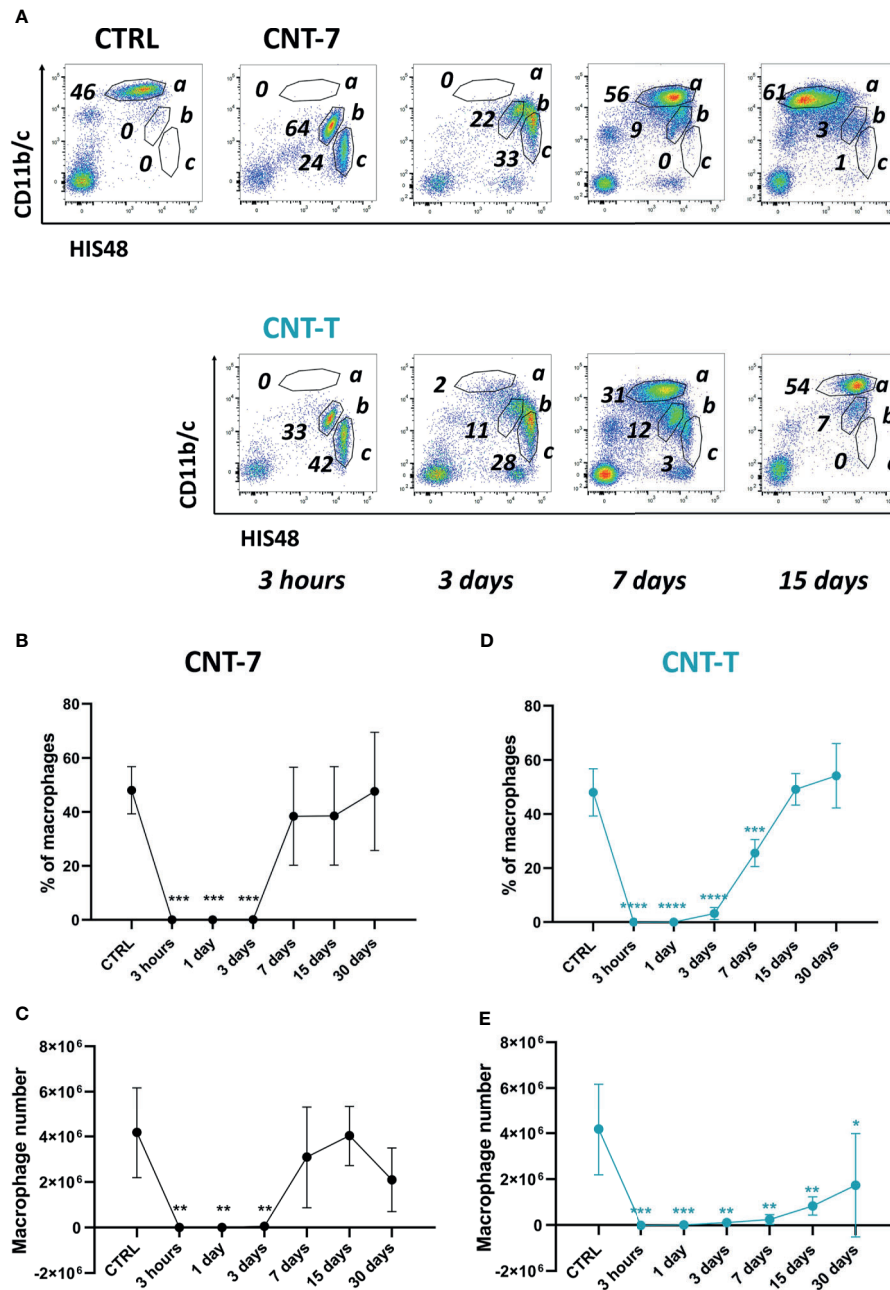 A
CTRL
CNT-7
46
0
0
a
b
c
0
64
24
a
b
c
0
22
33
a
b
c
56
9
0
a
b
c
61
3
1
a
b
c
CD11b/c
HIS48
CNT-T
0
33
42
a
b
c
2
11
28
a
b
c
31
12
3
a
b
c
54
7
0
a
b
c
CD11b/c
HIS48
3 hours 3 days 7 days 15 days
B
CNT-7
% of macrophages
80
60
40
20
0
*** *** ***
CTRL 3 hours 1 day 3 days 7 days 15 days 30 days
D
CNT-T
% of macrophages
80
60
40
20
0
**** **** **** ***
CTRL 3 hours 1 day 3 days 7 days 15 days 30 days
C
Macrophage number
8×10⁶
6×10⁶
4×10⁶
2×10⁶
0
-2×10⁶
** ** **
CTRL 3 hours 1 day 3 days 7 days 15 days 30 days
E
Macrophage number
8×10⁶
6×10⁶
4×10⁶
2×10⁶
0
-2×10⁶
*** *** ** ** ** *
CTRL 3 hours 1 day 3 days 7 days 15 days 30 days